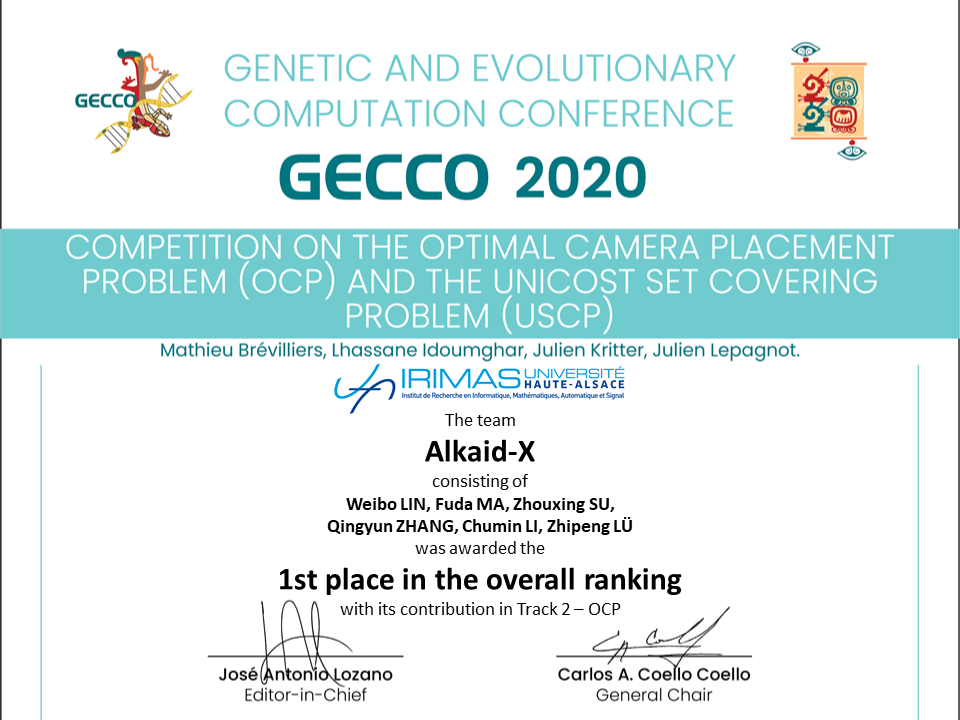 GECCO
GENETIC AND EVOLUTIONARY
COMPUTATION CONFERENCE
GECCO 2020
COMPETITION ON THE OPTIMAL CAMERA PLACEMENT
PROBLEM (OCP) AND THE UNICOST SET COVERING
PROBLEM (USCP)
Mathieu Brévilliers, Lhassane Idoumghar, Julien Kritter, Julien Lepagnot.
IRIMAS UNIVERSITÉ
HAUTE-ALSACE
Institut de Recherche en Informatique, Mathématiques, Automatique et Signal
The team
Alkaid-X
consisting of
Weibo LIN, Fuda MA, Zhouxing SU,
Qingyun ZHANG, Chumin LI, Zhipeng LÜ
was awarded the
1st place in the overall ranking
with its contribution in Track 2 – OCP
José Antonio Lozano
Editor-in-Chief
Carlos A. Coello Coello
General Chair